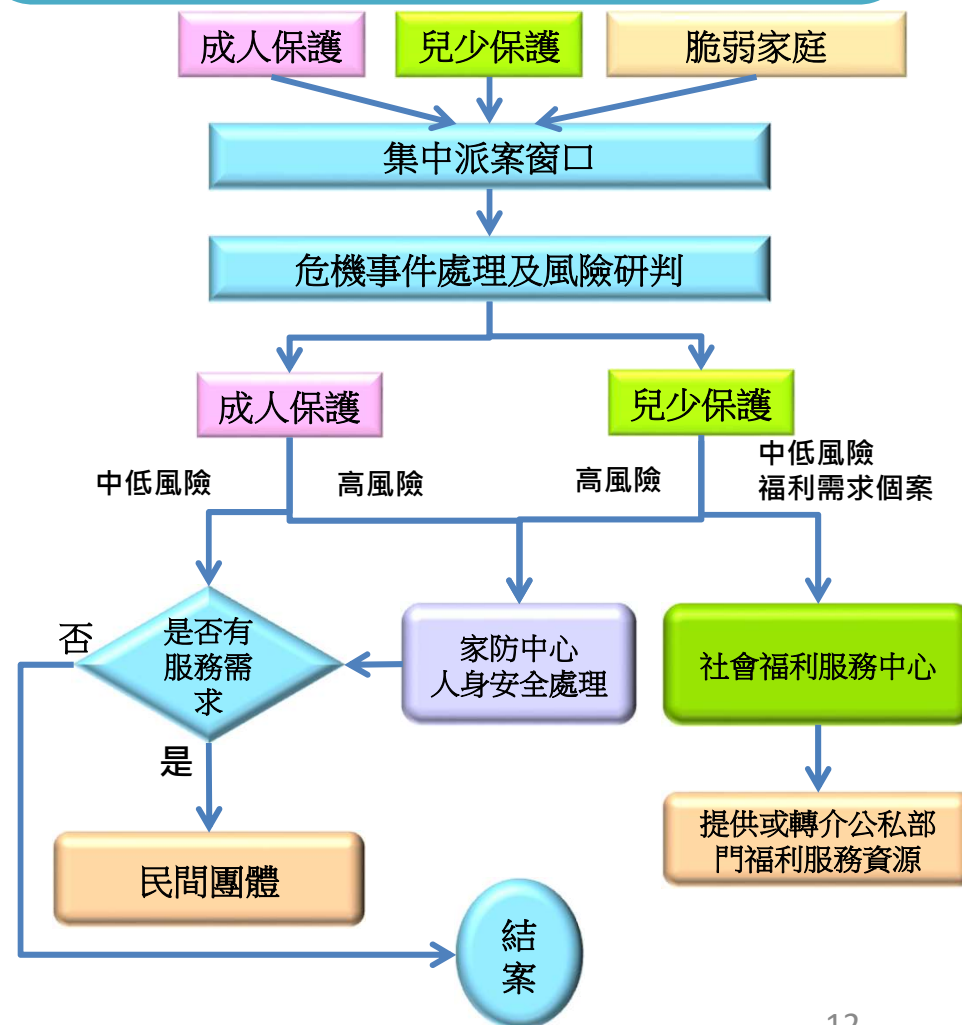 成人保護
兒少保護
脆弱家庭
集中派案窗口
危機事件處理及風險研判
成人保護
兒少保護
中低風險
高風險
高風險
中低風險
福利需求個案
否
是否有
服務需
求
家防中心
人身安全處理
社會福利服務中心
是
民間團體
提供或轉介公私部
門福利服務資源
結
案
12